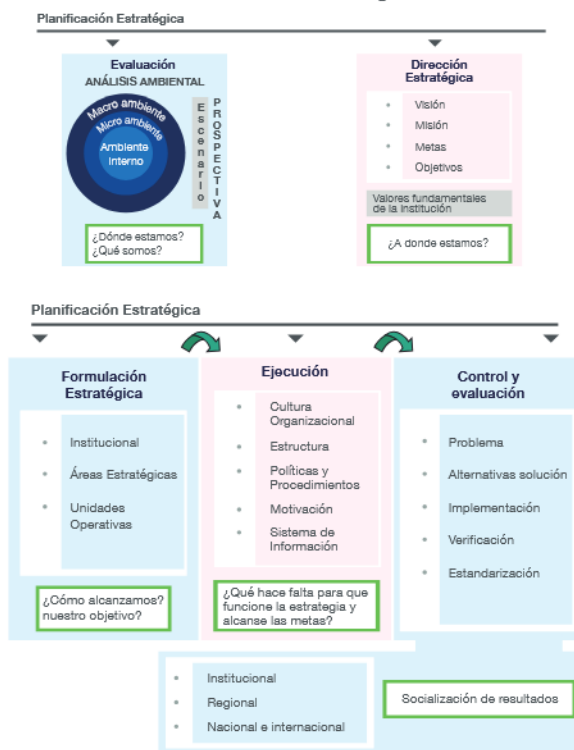 Planificación Estratégica
Evaluación
ANÁLISIS AMBIENTAL
Macro ambiente
Micro ambiente
Ambiente
Interno
Escenario
PROSPECTIVA
¿Dónde estamos?
¿Qué somos?
Dirección
Estratégica
Visión
Misión
Metas
Objetivos
Valores fundamentales
de la institución
¿A donde estamos?
Planificación Estratégica
Formulación
Estratégica
Institucional
Áreas Estratégicas
Unidades
Operativas
¿Cómo alcanzamos?
nuestro objetivo?
Ejecución
Cultura
Organizacional
Estructura
Políticas y
Procedimientos
Motivación
Sistema de
Información
¿Qué hace falta para que
funcione la estrategia y
alcanse las metas?
Control y
evaluación
Problema
Alternativas solución
Implementación
Verificación
Estandarización
Institucional
Regional
Nacional e internacional
Socialización de resultados